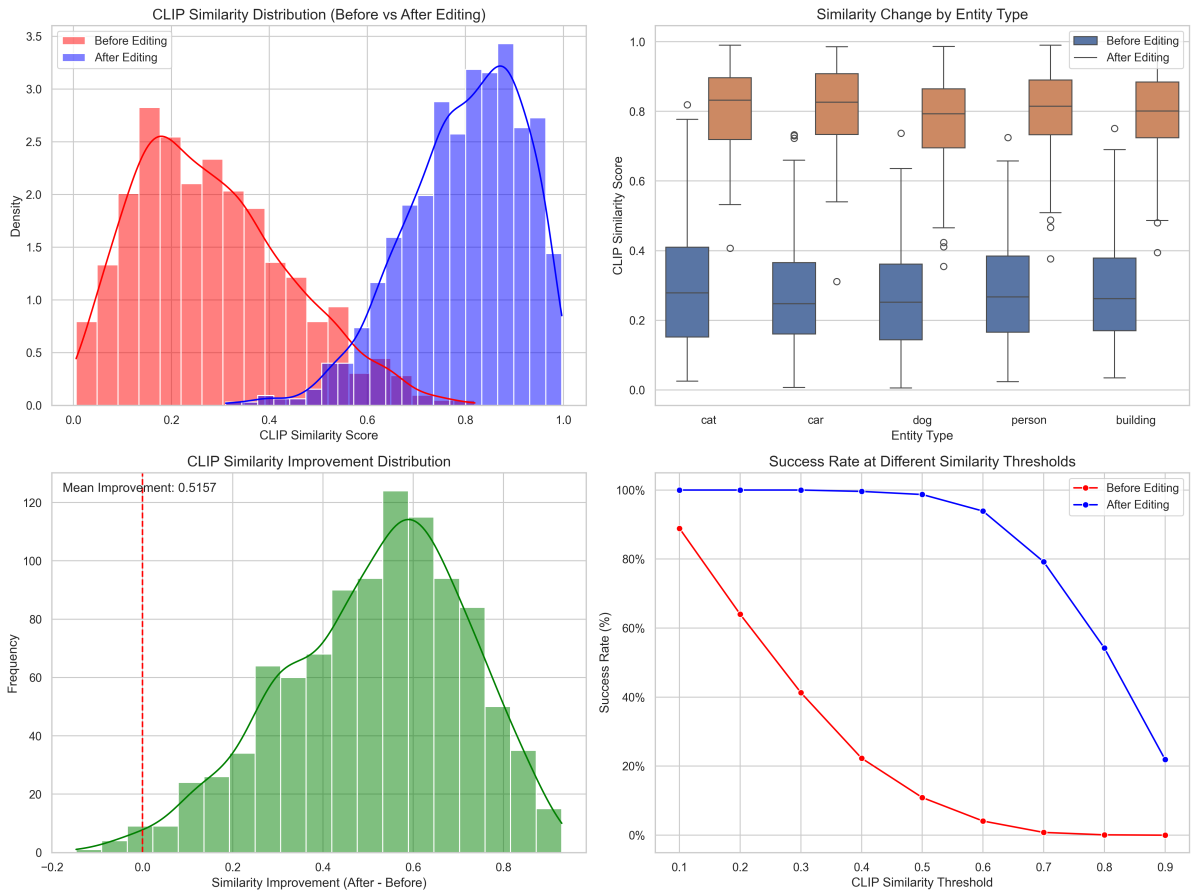 CLIP Similarity Distribution (Before vs After Editing)
Before Editing
After Editing
3.5
3.0
2.5
2.0
1.5
1.0
0.5
0.0
Density
0.0 0.2 0.4 0.6 0.8 1.0
CLIP Similarity Score
Similarity Change by Entity Type
Before Editing
After Editing
1.0
0.8
0.6
0.4
0.2
0.0
CLIP Similarity Score
cat car dog person building
Entity Type
CLIP Similarity Improvement Distribution
Mean Improvement: 0.5157
120
100
80
60
40
20
0
Frequency
−0.2 0.0 0.2 0.4 0.6 0.8
Similarity Improvement (After - Before)
Success Rate at Different Similarity Thresholds
Before Editing
After Editing
100%
80%
60%
40%
20%
0%
Success Rate (%)
0.1 0.2 0.3 0.4 0.5 0.6 0.7 0.8 0.9
CLIP Similarity Threshold